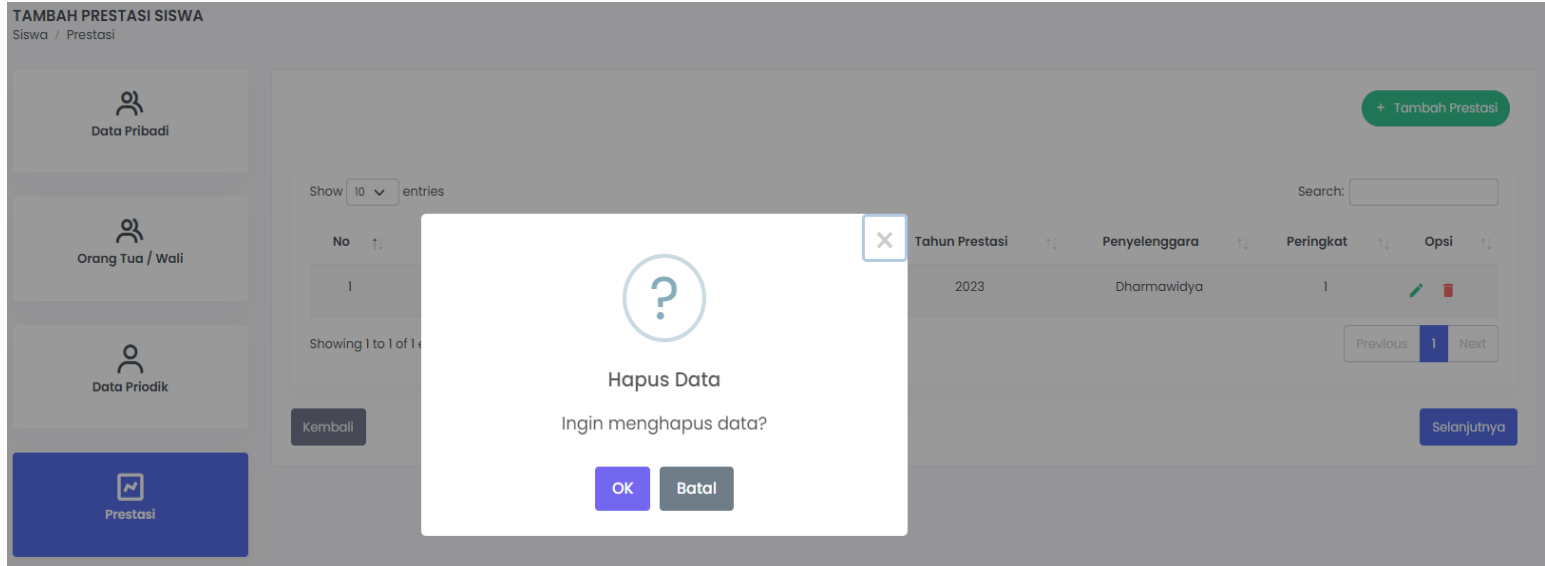 TAMBAH PRESTASI SISWA
Siswa / Prestasi
Data Pribadi
Orang Tua / Wali
Data Priodik
Prestasi
+ Tambah Prestasi
Show 10 entries
Search:
No Tahun Prestasi Penyelenggara Peringkat Opsi
1 2023 Dharmawidya 1
Showing 1 to 1 of 1
Previous 1 Next
Kembali
Selanjutnya
×
?
Hapus Data
Ingin menghapus data?
OK Batal